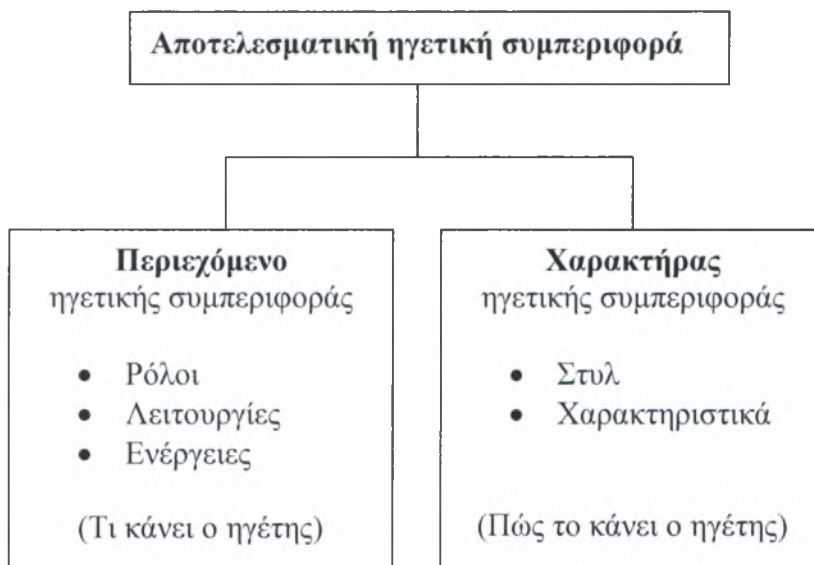 Αποτελεσματική ηγετική συμπεριφορά
Περιεχόμενο
ηγετικής συμπεριφοράς
• Ρόλοι
• Λειτουργίες
• Ενέργειες
(Τι κάνει ο ηγέτης)
Χαρακτήρας
ηγετικής συμπεριφοράς
• Στυλ
• Χαρακτηριστικά
(Πώς το κάνει ο ηγέτης)